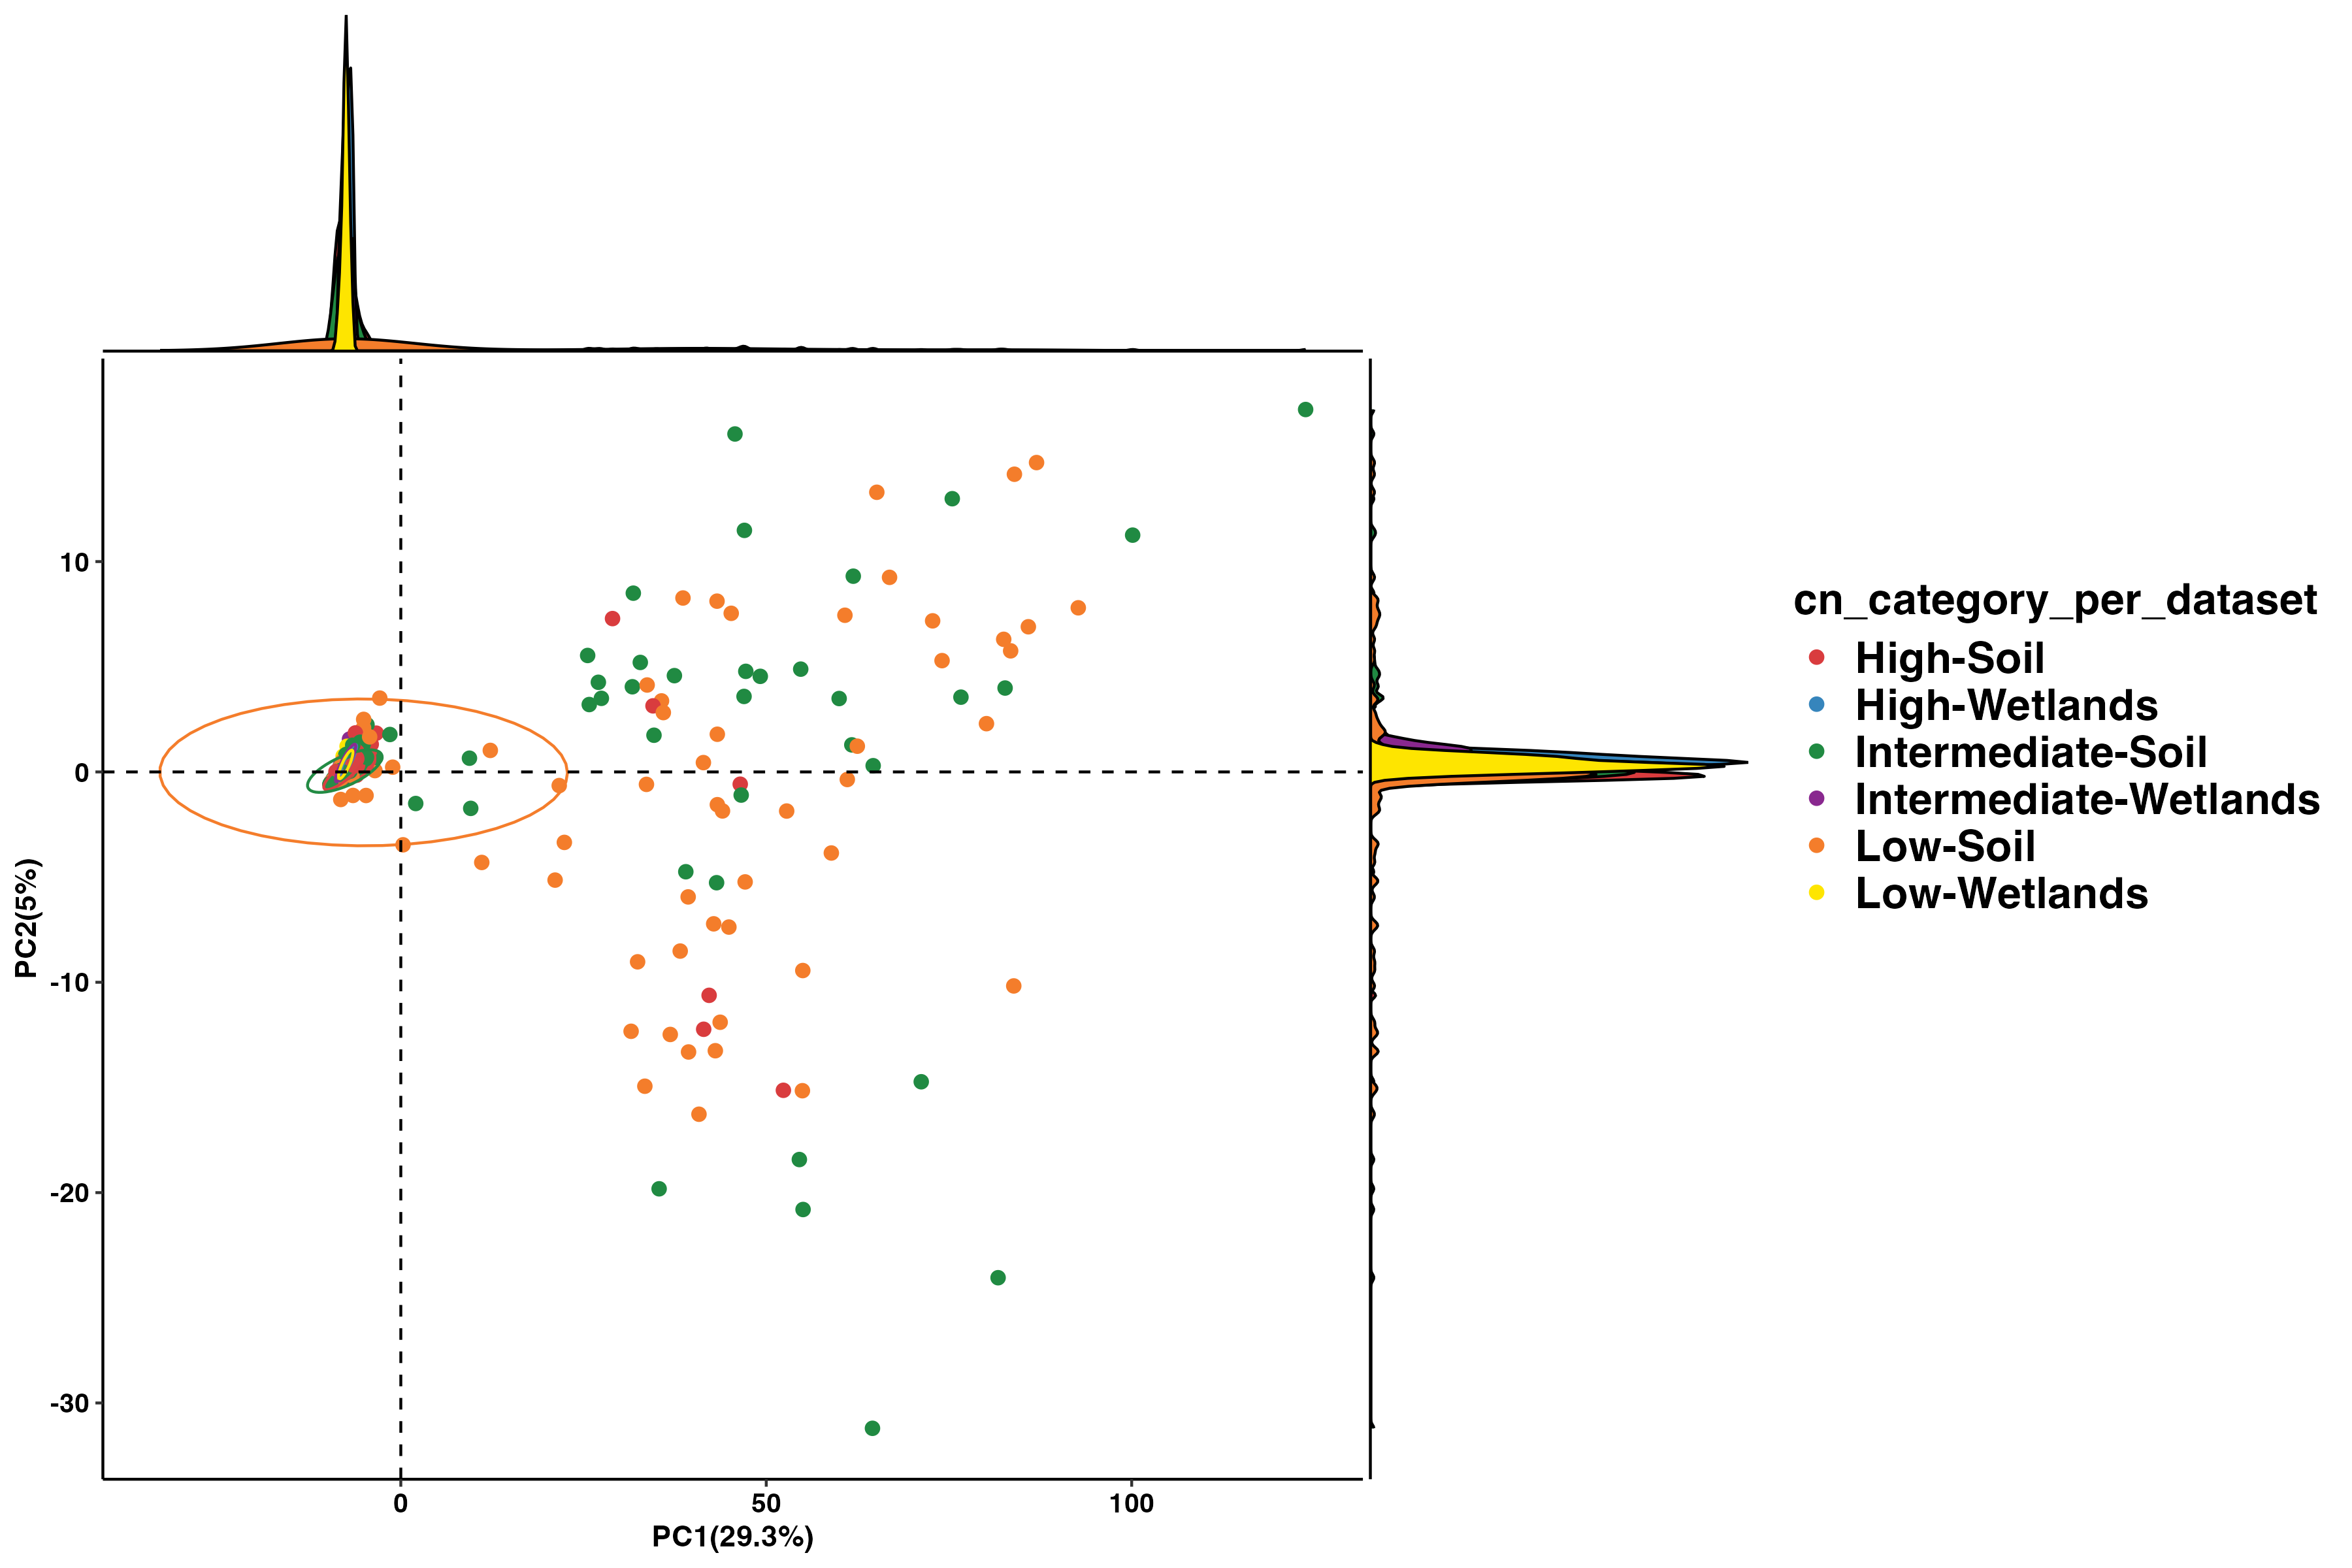 10
0
-10
-20
-30
PC2(5%)
0 50 100
PC1(29.3%)
cn_category_per_dataset
High-Soil
High-Wetlands
Intermediate-Soil
Intermediate-Wetlands
Low-Soil
Low-Wetlands